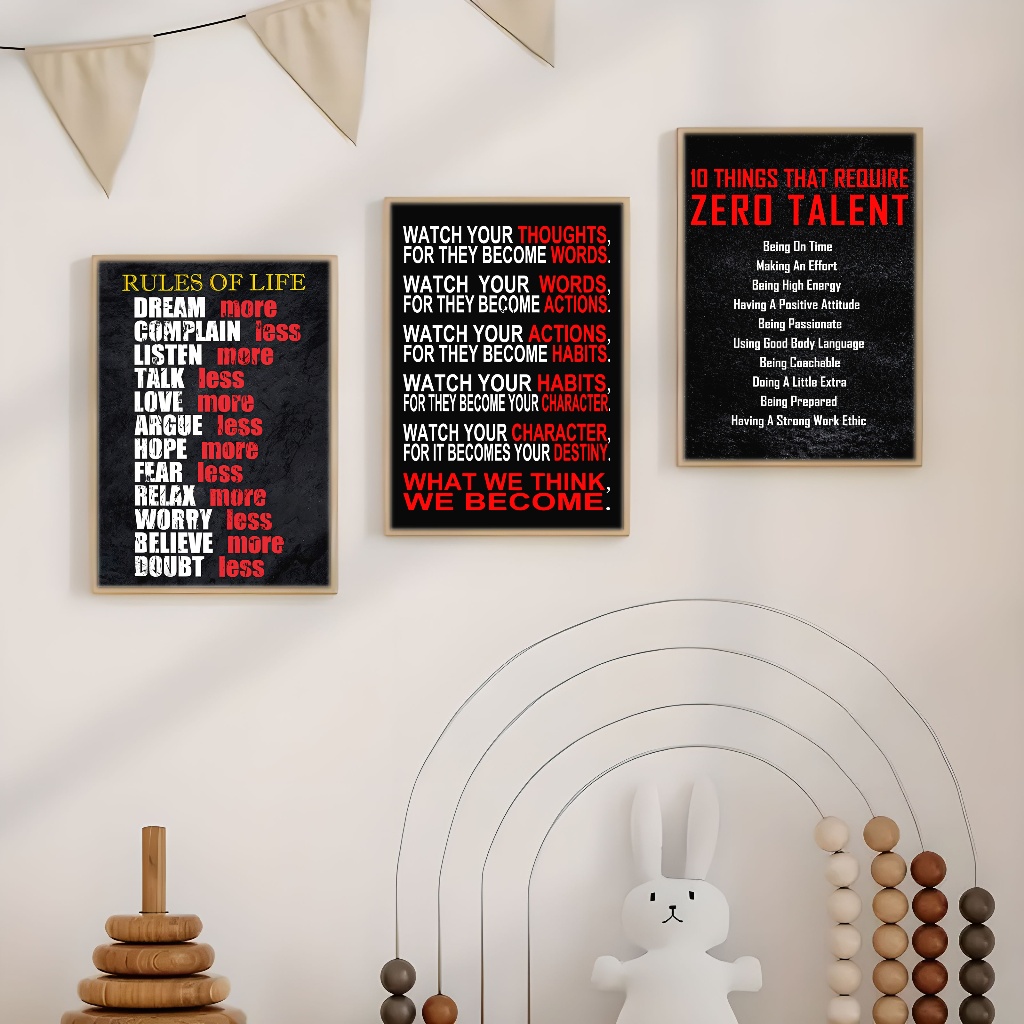 RULES OF LIFE
DREAM more
COMPLAIN less
LISTEN more
TALK less
LOVE more
ARGUE less
HOPE more
FEAR less
RELAX more
WORRY less
BELIEVE more
DOUBT less
WATCH YOUR THOUGHTS,
FOR THEY BECOME WORDS.
WATCH YOUR WORDS,
FOR THEY BECOME ACTIONS.
WATCH YOUR ACTIONS,
FOR THEY BECOME HABITS.
WATCH YOUR HABITS,
FOR THEY BECOME YOUR CHARACTER.
WATCH YOUR CHARACTER,
FOR IT BECOMES YOUR DESTINY.
WHAT WE THINK,
WE BECOME.
10 THINGS THAT REQUIRE
ZERO TALENT
Being On Time
Making An Effort
Being High Energy
Having A Positive Attitude
Being Passionate
Using Good Body Language
Being Coachable
Doing A Little Extra
Being Prepared
Having A Strong Work Ethic